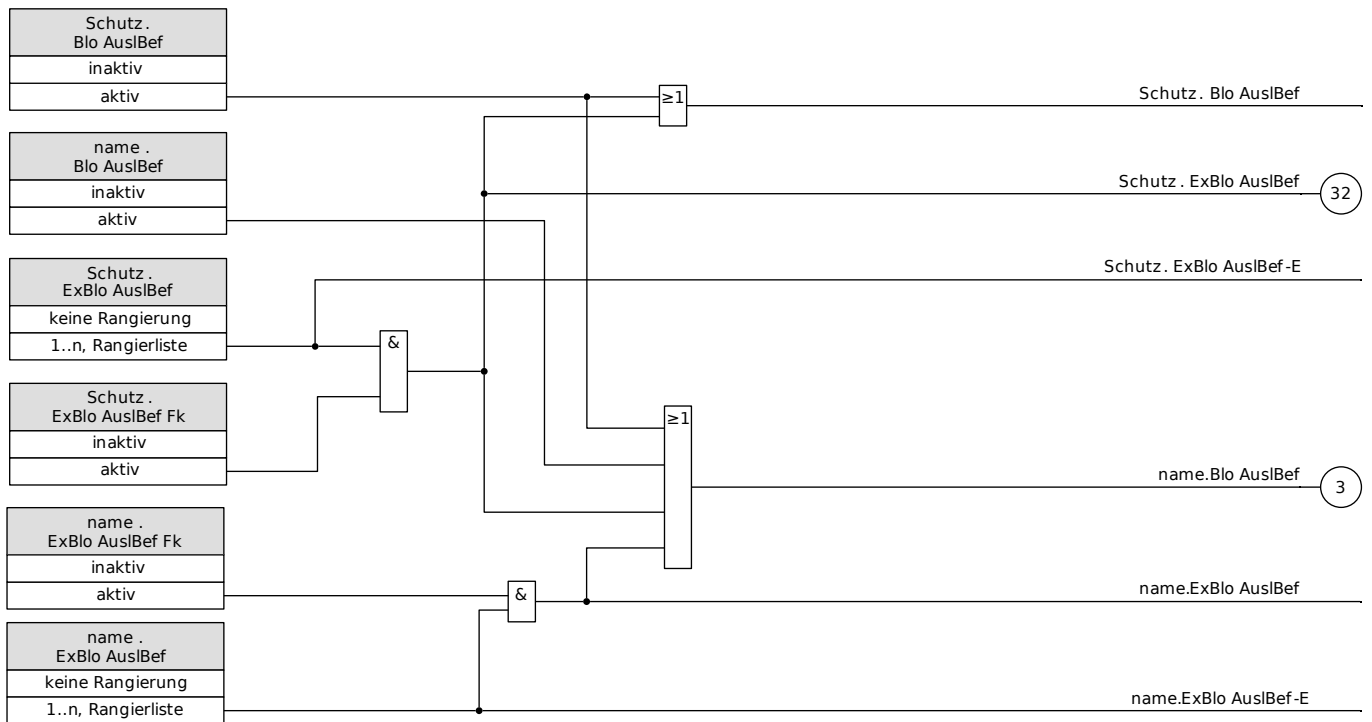 Schutz.
Blo AuslBef
inaktiv
aktiv
name .
Blo AuslBef
inaktiv
aktiv
Schutz.
ExBlo AuslBef
keine Rangierung
1..n, Rangierliste
Schutz.
ExBlo AuslBef Fk
inaktiv
aktiv
name .
ExBlo AuslBef Fk
inaktiv
aktiv
name .
ExBlo AuslBef
keine Rangierung
1..n, Rangierliste
&
&
≥1
≥1
Schutz. Blo AuslBef
Schutz. ExBlo AuslBef
32
Schutz. ExBlo AuslBef-E
name.Blo AuslBef
3
name.ExBlo AuslBef
name.ExBlo AuslBef-E